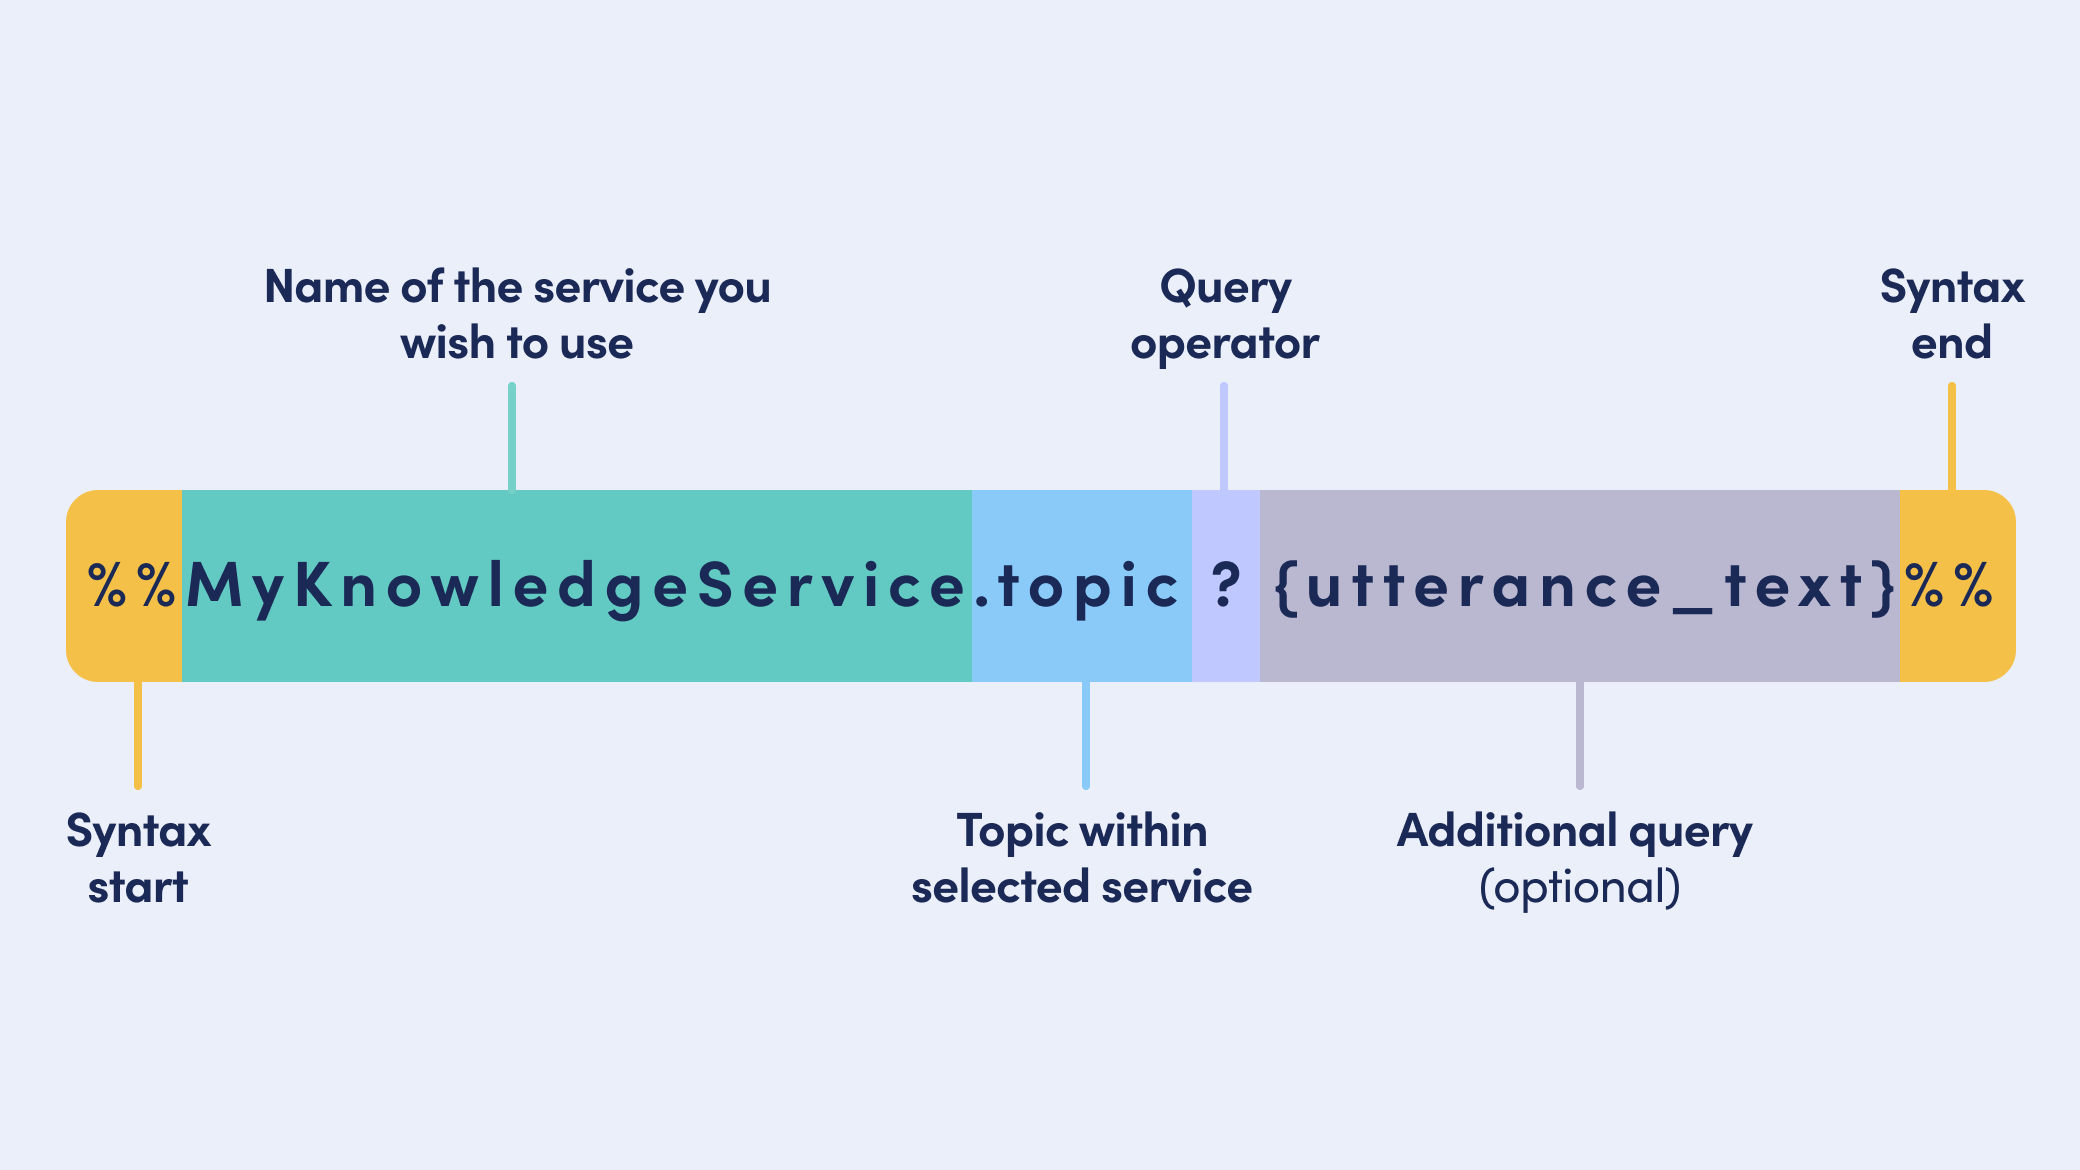 Name of the service you
wish to use
Query
operator
Syntax
end
%%MyKnowledgeService.topic ? {utterance_text}%%
Syntax
start
Topic within
selected service
Additional query
(optional)